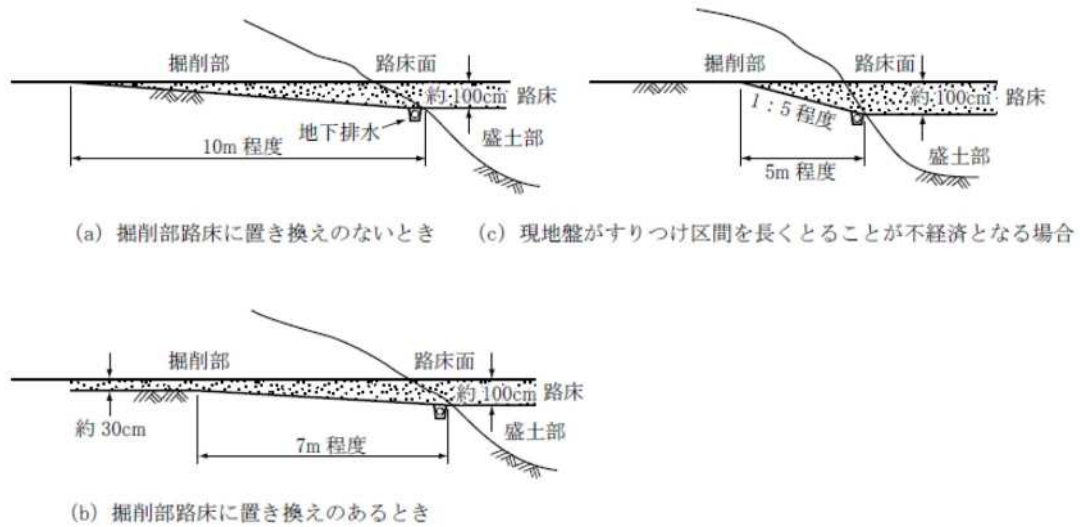 掘削部 路床面
約100cm 路床
地下排水
10m 程度
盛土部
(a) 掘削部路床に置き換えのないとき
掘削部 路床面
約100cm 路床
1:5 程度
盛土部
5m 程度
(c) 現地盤がすりつけ区間を長くとることが不経済となる場合
掘削部 路床面
約100cm 路床
約30cm
盛土部
7m 程度
(b) 掘削部路床に置き換えのあるとき